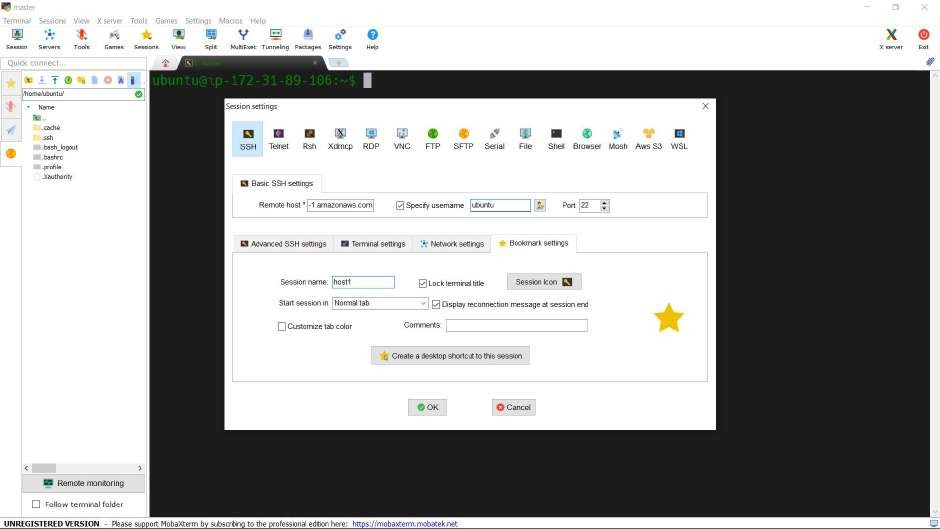 master
Terminal Sessions View X server Tools Games Settings Macros Help
Session Servers Tools Games Sessions View Split MultiExec Tunneling Packages Settings Help X server Exit
Quick connect...
/home/ubuntu/
Name
..
.cache
.ssh
.bash_logout
.bashrc
.profile
.Xauthority
ubuntu@ip-172-31-89-106:~$
Session settings
SSH Telnet Rsh Xdmcp RDP VNC FTP SFTP Serial File Shell Browser Mosh Aws S3 WSL
Basic SSH settings
Remote host * -1.amazonaws.com Specify username ubuntu Port 22
Advanced SSH settings Terminal settings Network settings Bookmark settings
Session name: host1 Lock terminal title Session Icon
Start session in Normal tab Display reconnection message at session end
Customize tab color Comments:
Create a desktop shortcut to this session
OK Cancel
Remote monitoring
Follow terminal folder
UNREGISTERED VERSION - Please support MobaXterm by subscribing to the professional edition here: https://mobaxterm.mobatek.net